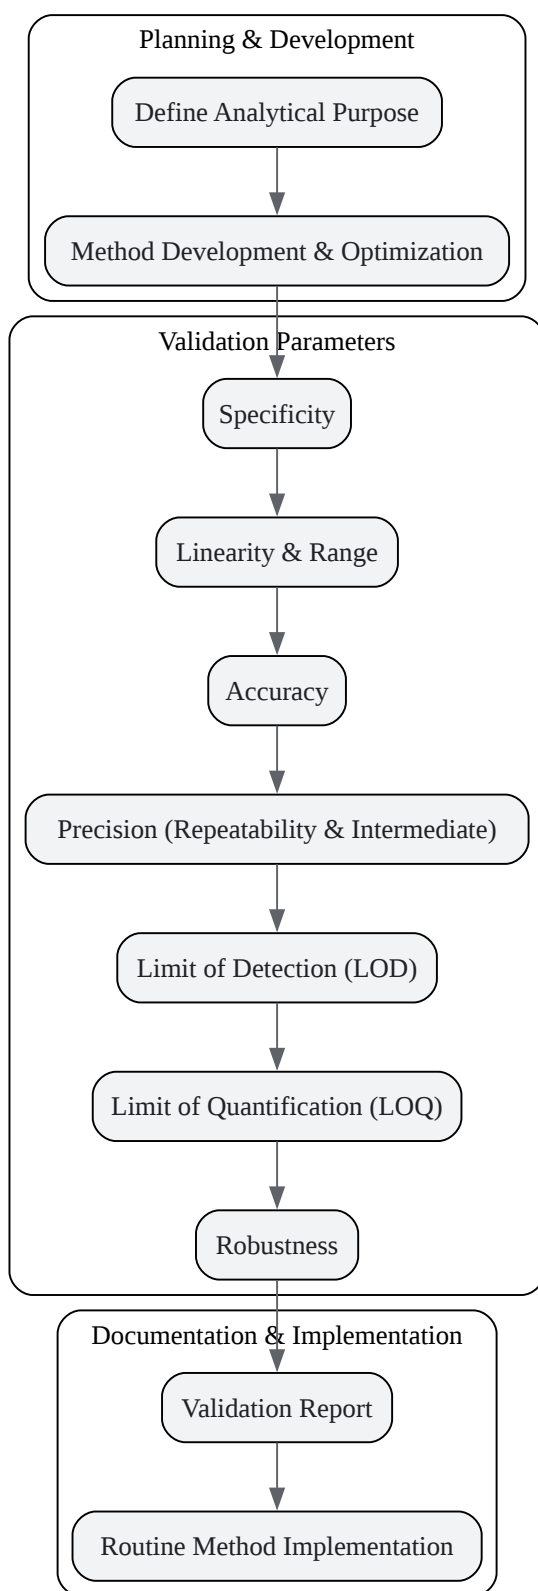 Planning & Development
Define Analytical Purpose
Method Development & Optimization
Validation Parameters
Specificity
Linearity & Range
Accuracy
Precision (Repeatability & Intermediate)
Limit of Detection (LOD)
Limit of Quantification (LOQ)
Robustness
Documentation & Implementation
Validation Report
Routine Method Implementation